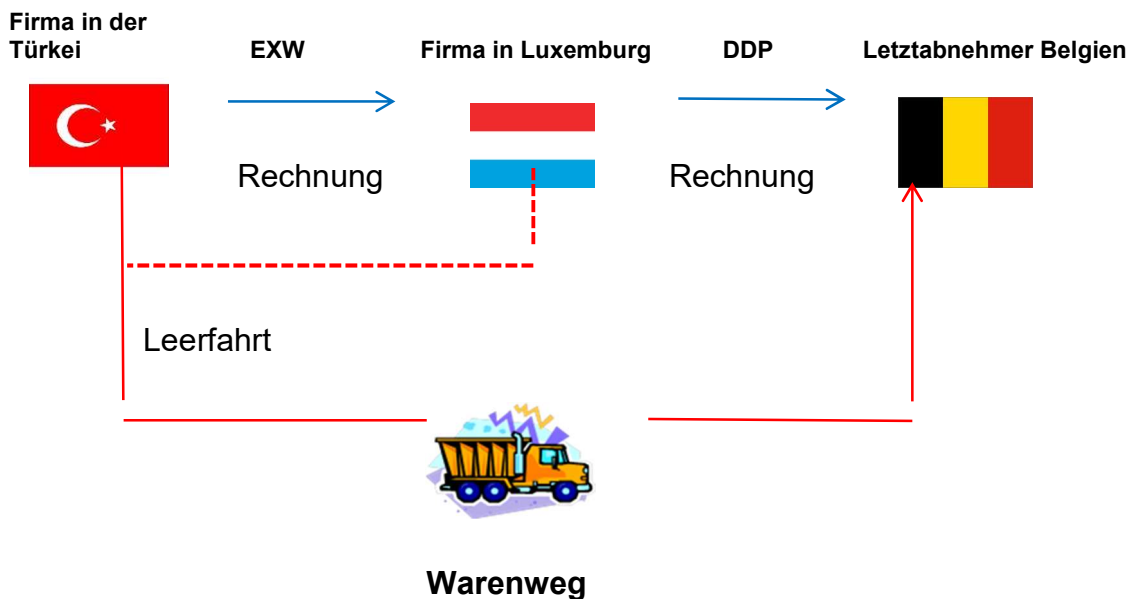 Firma in der
Türkei
EXW
Firma in Luxemburg
DDP
Letztabnehmer Belgien
Rechnung
Rechnung
Leerfahrt
Warenweg